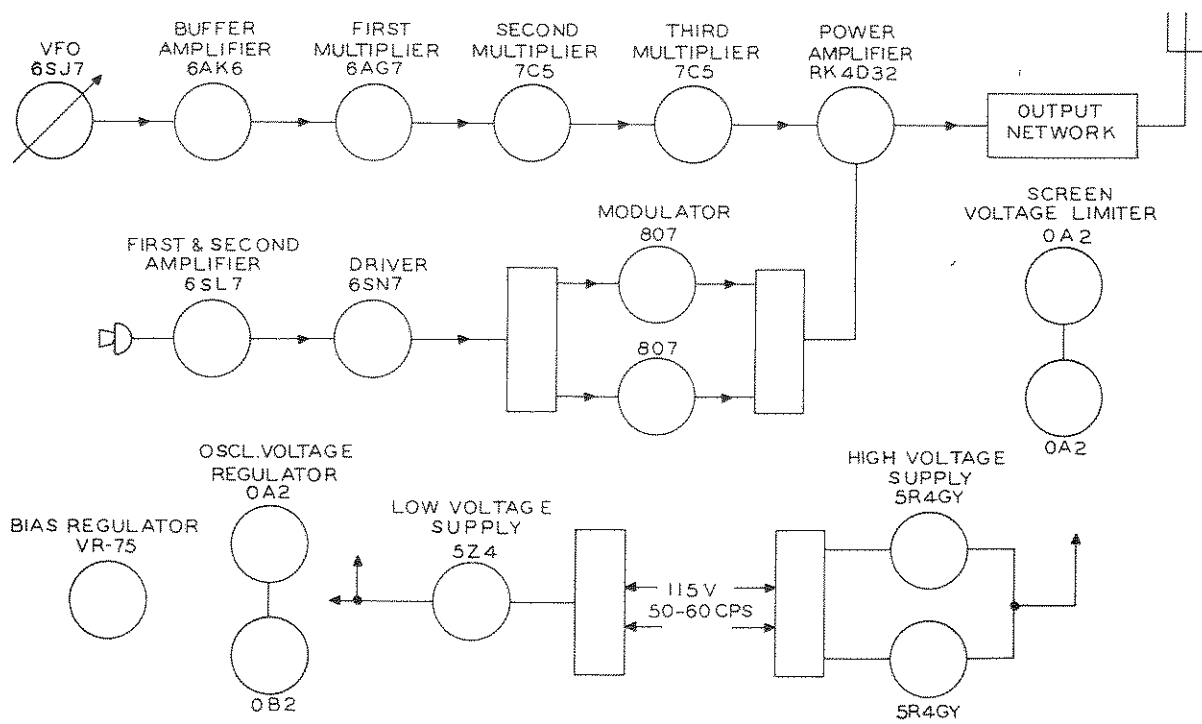 VFO
6SJ7
BUFFER
AMPLIFIER
6AK6
FIRST
MULTIPLIER
6AG7
SECOND
MULTIPLIER
7C5
THIRD
MULTIPLIER
7C5
POWER
AMPLIFIER
RK4D32
OUTPUT
NETWORK
FIRST & SECOND
AMPLIFIER
6SL7
DRIVER
6SN7
MODULATOR
807
807
SCREEN
VOLTAGE LIMITER
0A2
0A2
BIAS REGULATOR
VR-75
OSCL. VOLTAGE
REGULATOR
0A2
0B2
LOW VOLTAGE
SUPPLY
5Z4
115V
50-60 CPS
HIGH VOLTAGE
SUPPLY
5R4GY
5R4GY